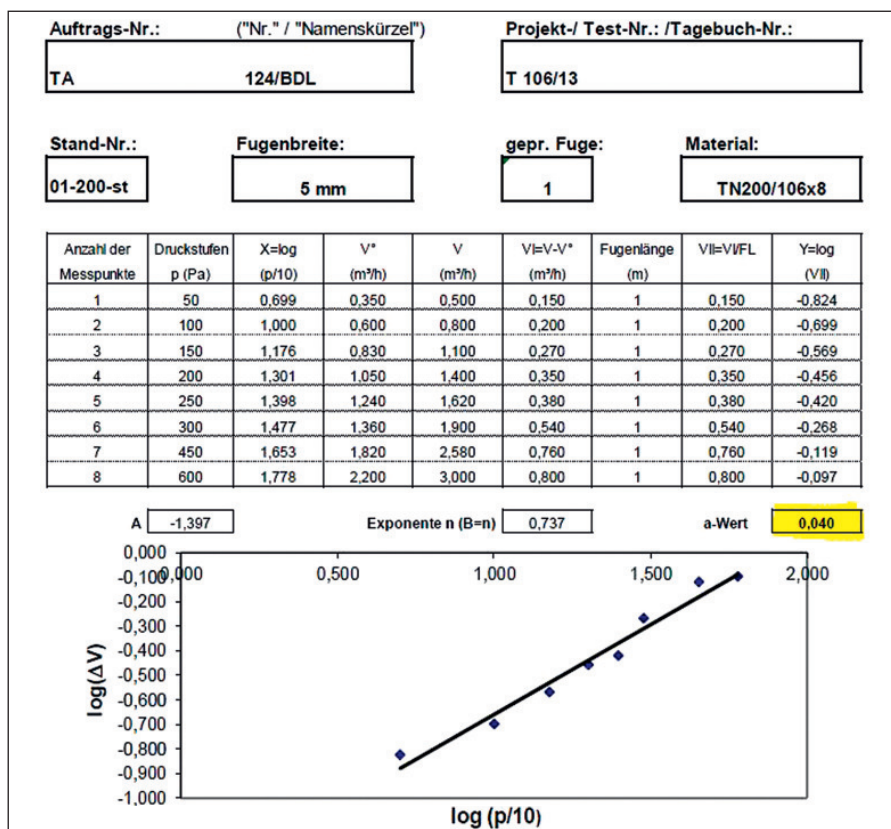 Auftrags-Nr.: ("Nr." / "Namenskürzel") Projekt-/ Test-Nr.: /Tagebuch-Nr.:
TA 124/BDL T 106/13
Stand-Nr.: Fugenbreite: gepr. Fuge: Material:
01-200-st 5 mm 1 TN200/106x8
Anzahl der Druckstufen X=log V° V VI=V-V° Fugenlänge VII=VI/FL Y=log
Messpunkte p (Pa) (p/10) (m³/h) (m³/h) (m³/h) (m) (VII)
1 50 0,699 0,350 0,500 0,150 1 0,150 -0,824
2 100 1,000 0,600 0,800 0,200 1 0,200 -0,699
3 150 1,176 0,830 1,100 0,270 1 0,270 -0,569
4 200 1,301 1,050 1,400 0,350 1 0,350 -0,456
5 250 1,398 1,240 1,620 0,380 1 0,380 -0,420
6 300 1,477 1,360 1,900 0,540 1 0,540 -0,268
7 450 1,653 1,820 2,580 0,760 1 0,760 -0,119
8 600 1,778 2,200 3,000 0,800 1 0,800 -0,097
A -1,397 Exponente n (B=n) 0,737 a-Wert 0,040
0,000
-0,100 0,000 0,500 1,000 1,500 2,000
-0,200
-0,300
-0,400
-0,500
-0,600
-0,700
-0,800
-0,900
-1,000
log(ΔV)
log (p/10)